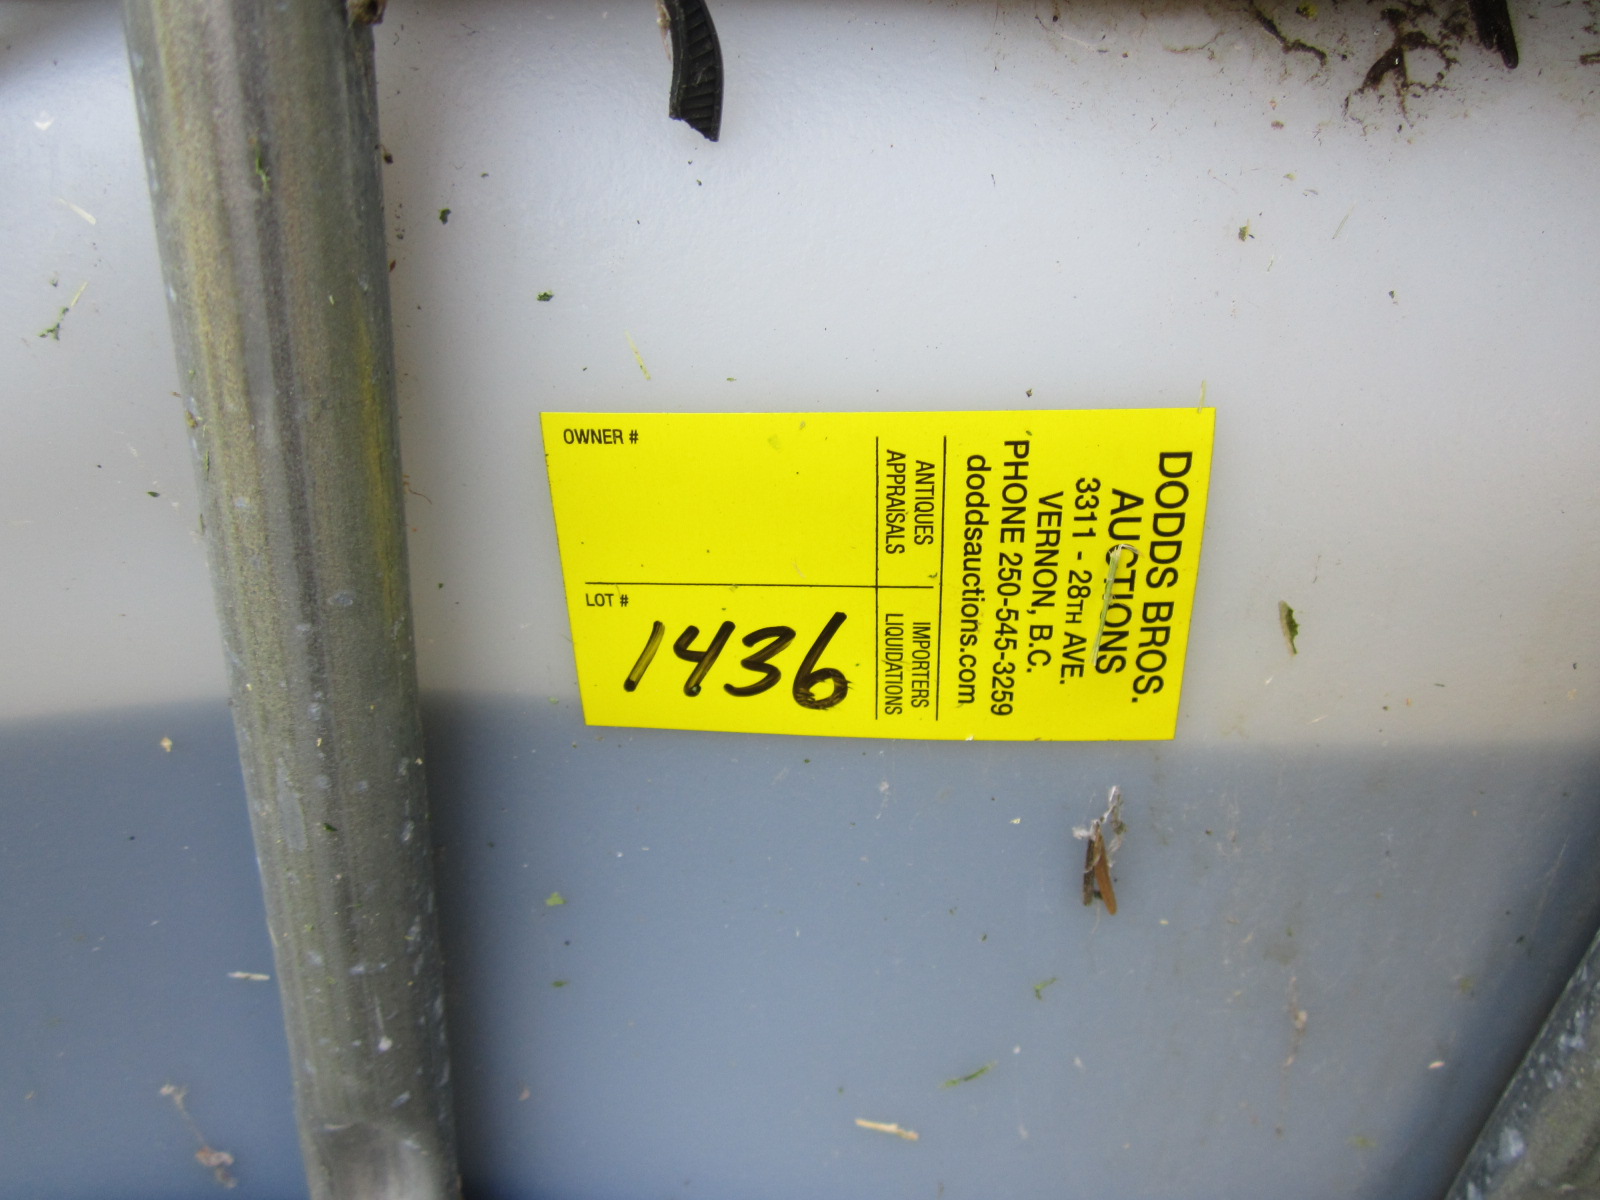 DODDS BROS.
AUCTIONS
3311 - 28TH AVE.
VERNON, B.C.
PHONE 250-545-3259
doddsauctions.com
ANTIQUES
APPRAISALS
IMPORTERS
LIQUIDATIONS
OWNER #
LOT #
1436